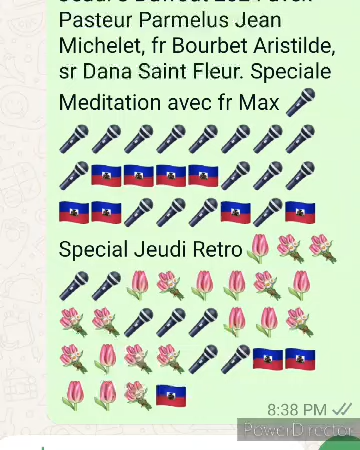 Pasteur Parmelus Jean
Michelet, fr Bourbet Aristilde,
sr Dana Saint Fleur. Speciale
Meditation avec fr Max 🎤
🎤🎤🎤🎤🎤🎤🎤🎤
🎤🇭🇹🇭🇹🇭🇹🇭🇹🎤🎤🎤
🇭🇹🇭🇹🎤🎤🎤🇭🇹🎤🇭🇹
Special Jeudi Retro🌷💐💐
🎤🎤🌷💐🌷💐🌷💐
💐💐🎤🎤🎤🌷🌷💐
💐🌷💐💐🎤🎤🇭🇹🇭🇹
🌷🌷💐🇭🇹
8:38 PM
PowerDirector